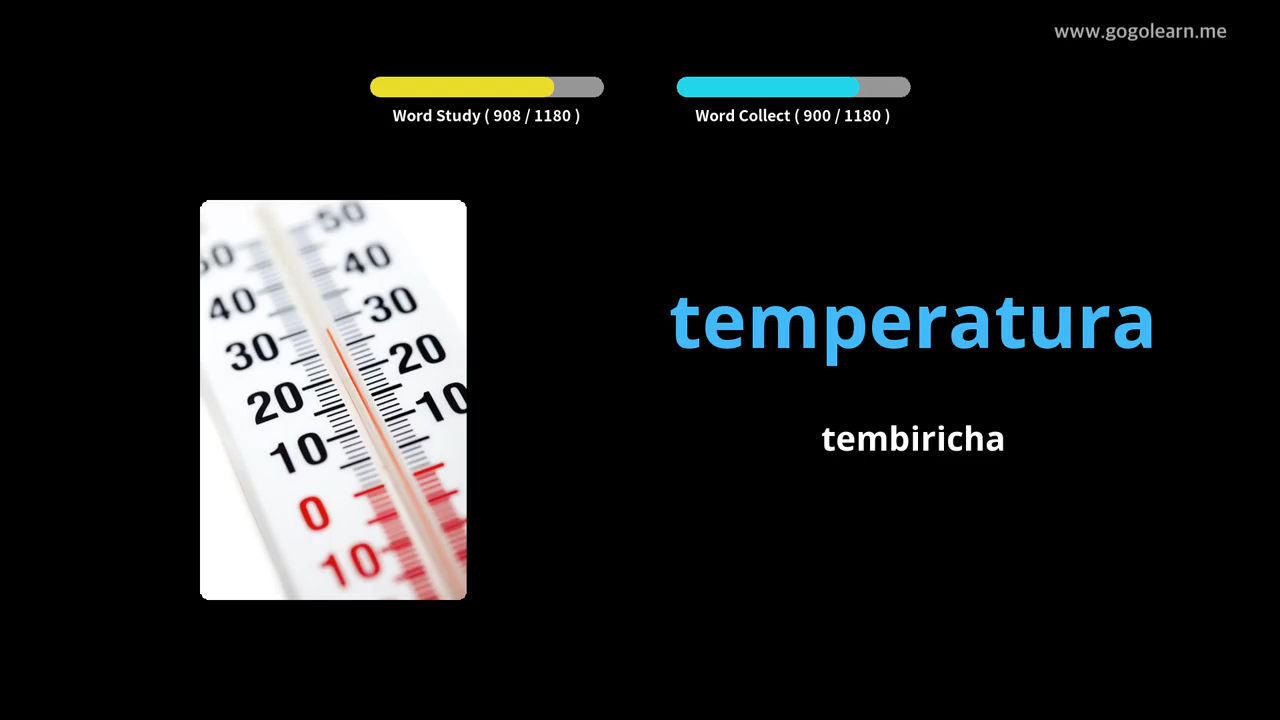 www.gogolearn.me
Word Study ( 908 / 1180 )
Word Collect ( 900 / 1180 )
50
50
40
40
30
30
20
20
10
10
0
10
temperatura
tembiricha